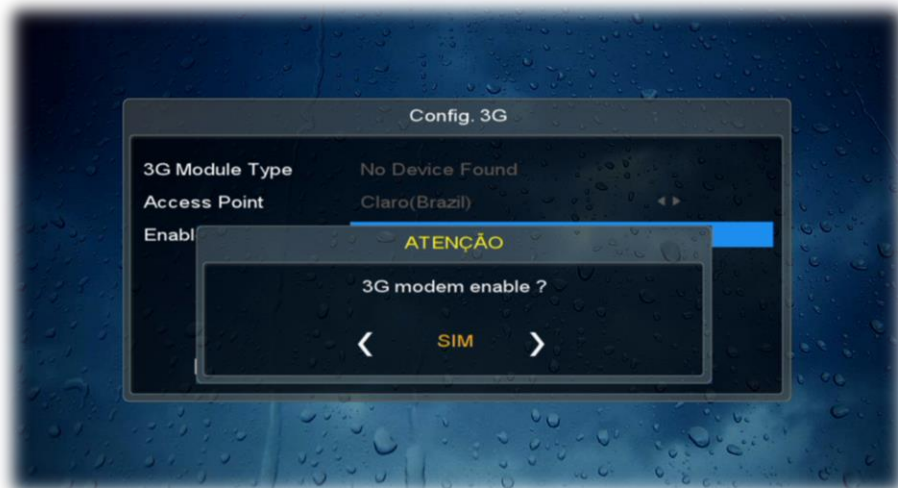 Config. 3G
3G Module Type No Device Found
Access Point Claro(Brazil)
Enabl
ATENÇÃO
3G modem enable ?
SIM